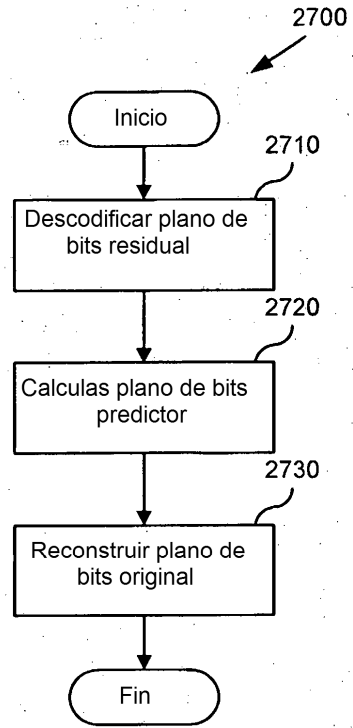 2700
Inicio
2710
Descodificar plano de
bits residual
2720
Calculas plano de bits
predictor
2730
Reconstruir plano de
bits original
Fin